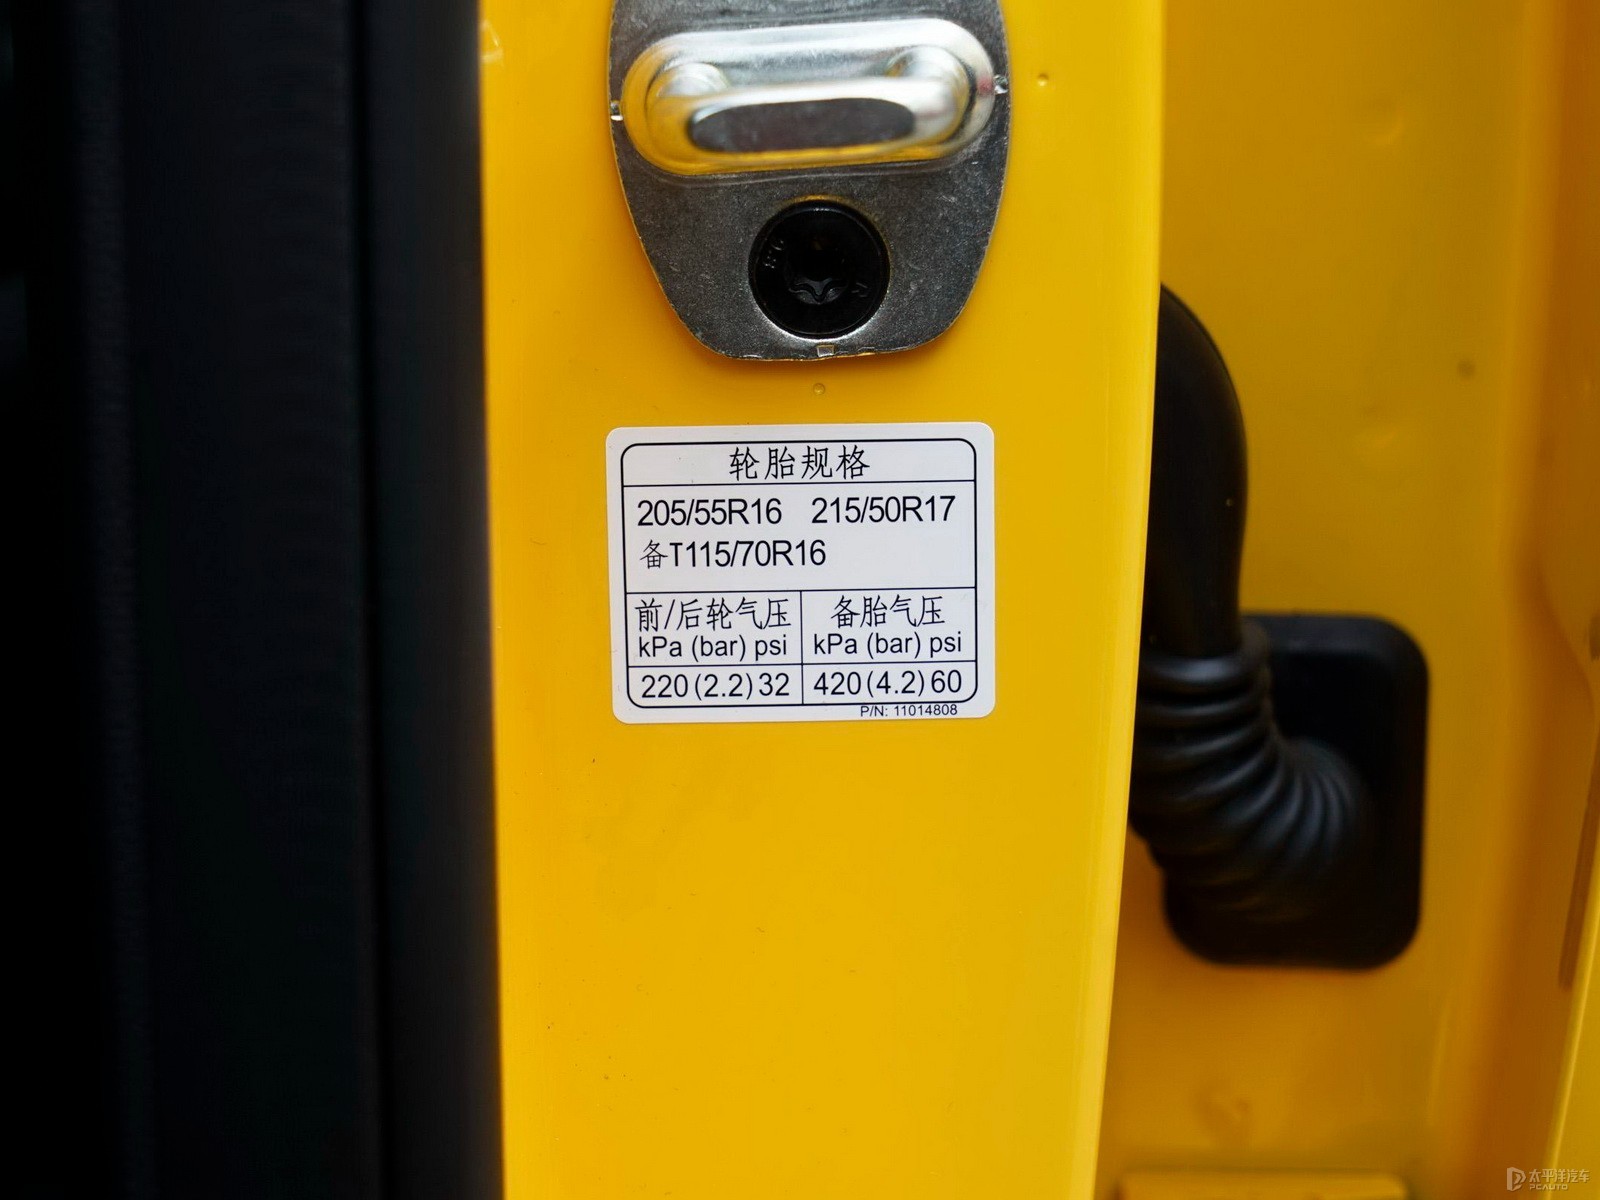 轮胎规格
205/55R16 215/50R17
备T115/70R16
前/后轮气压 备胎气压
kPa (bar) psi kPa (bar) psi
220(2.2)32 420(4.2)60
P/N: 11014808
太平洋汽车
PCAUTO